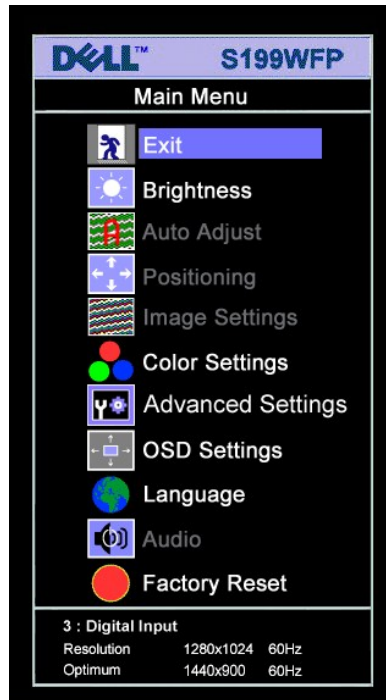 DELL™ S199WFP
Main Menu
Exit
Brightness
Auto Adjust
Positioning
Image Settings
Color Settings
Advanced Settings
OSD Settings
Language
Audio
Factory Reset
3 : Digital Input
Resolution 1280x1024 60Hz
Optimum 1440x900 60Hz